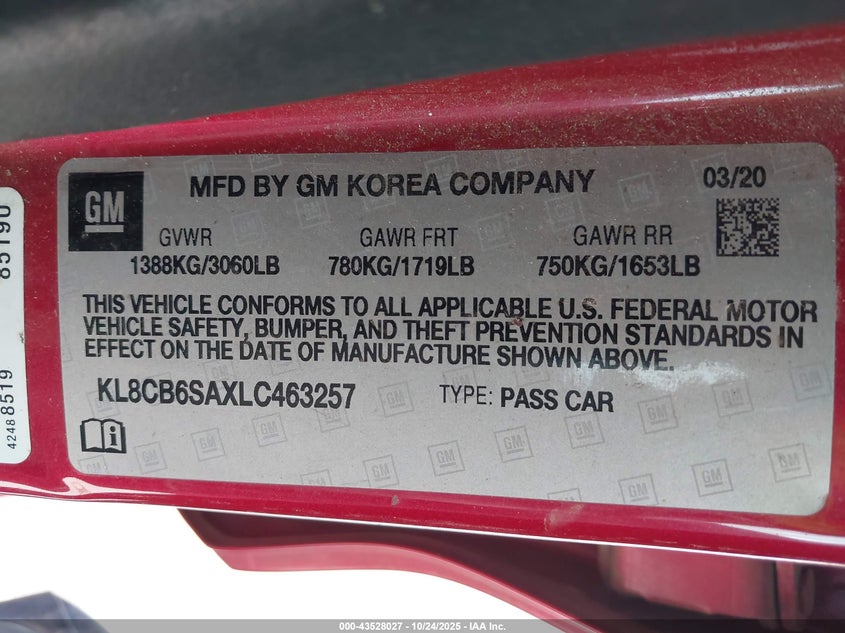 GM
MFD BY GM KOREA COMPANY
03/20
GVWR GAWR FRT GAWR RR
1388KG/3060LB 780KG/1719LB 750KG/1653LB
THIS VEHICLE CONFORMS TO ALL APPLICABLE U.S. FEDERAL MOTOR
VEHICLE SAFETY, BUMPER, AND THEFT PREVENTION STANDARDS IN
EFFECT ON THE DATE OF MANUFACTURE SHOWN ABOVE.
KL8CB6SAXLC463257 TYPE: PASS CAR
42488519
000-43528027 - 10/24/2025 - IAA Inc.